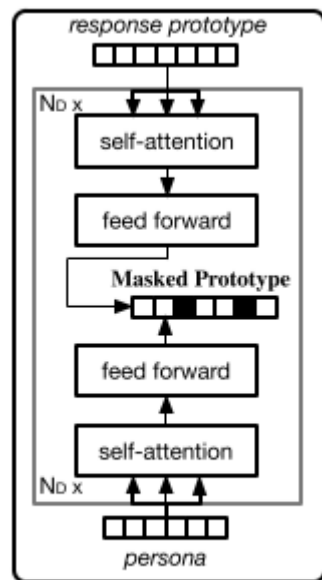 response prototype
ND x
self-attention
feed forward
Masked Prototype
feed forward
self-attention
ND x
persona